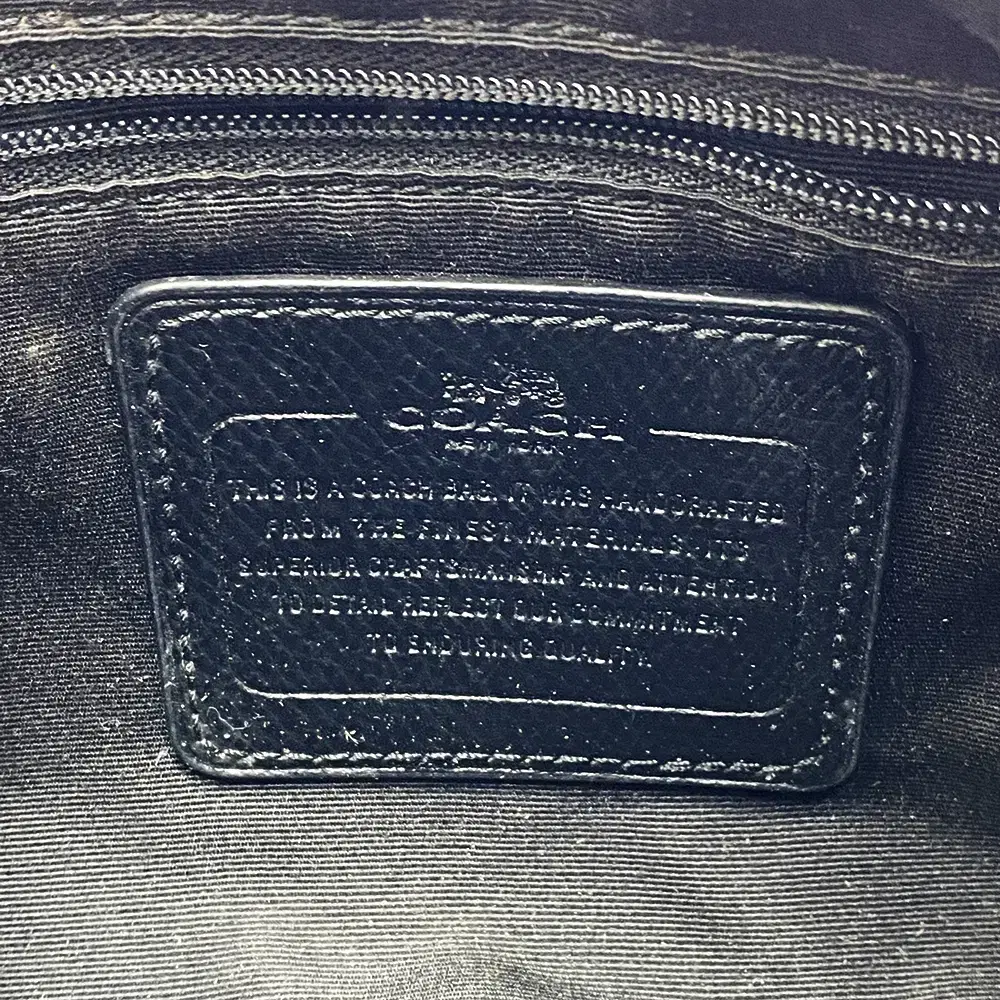 COACH
NEW YORK
THIS IS A COACH BAG. IT WAS HANDCRAFTED
FROM THE FINEST MATERIALS. ITS
SUPERIOR CRAFTSMANSHIP AND ATTENTION
TO DETAIL REFLECT OUR COMMITMENT
TO ENDURING QUALITY.